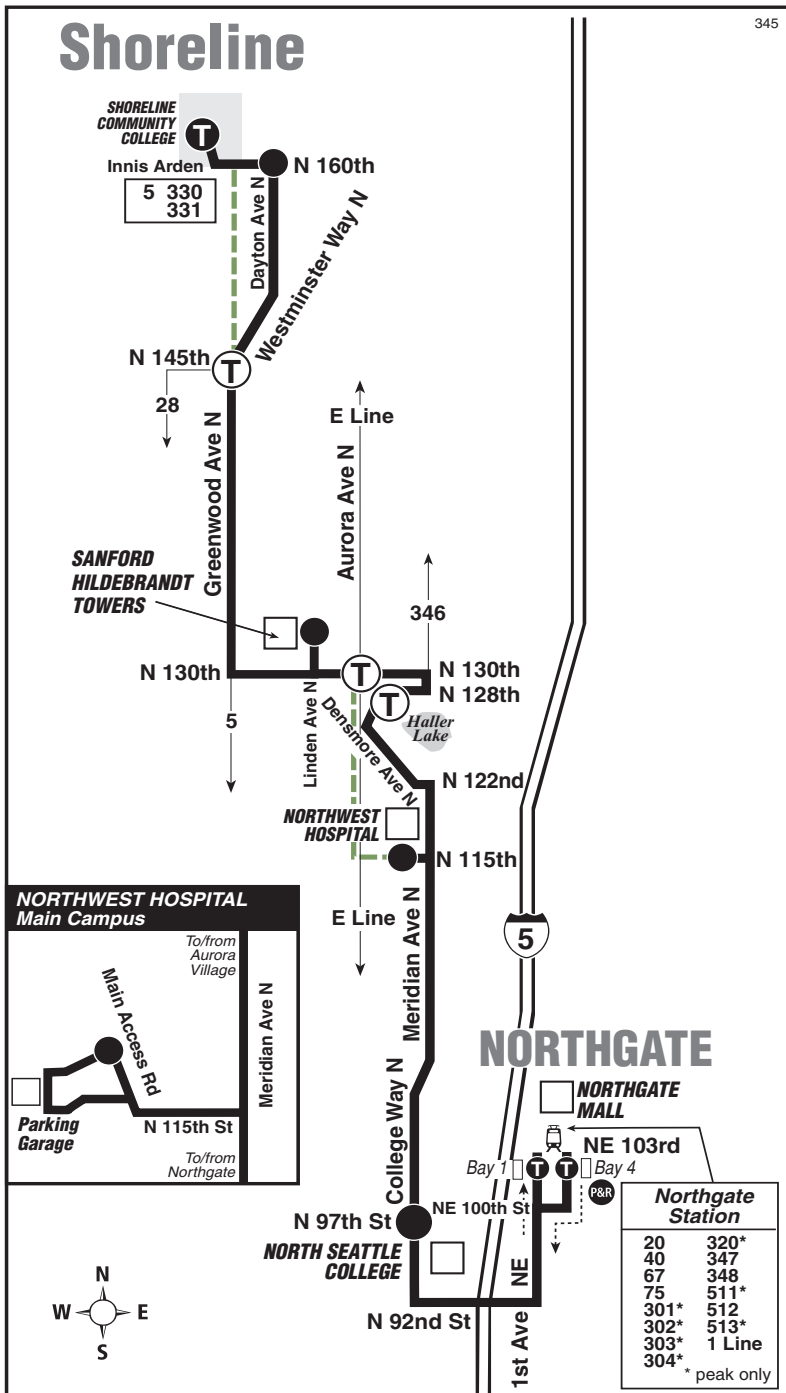 345
Shoreline
SHORELINE
COMMUNITY
COLLEGE
T
Innis Arden
N 160th
5 330
331
Dayton Ave N
Westminster Way N
N 145th
T
28
E Line
Greenwood Ave N
Aurora Ave N
SANFORD
HILDEBRANDT
TOWERS
346
N 130th
T
N 130th
N 128th
T
5
Linden Ave N
Densmore Ave N
Haller
Lake
N 122nd
NORTHWEST
HOSPITAL
N 115th
NORTHWEST HOSPITAL
Main Campus
To/from
Aurora
Village
Main Access Rd
Meridian Ave N
Parking
Garage
N 115th St
To/from
Northgate
E Line
Meridian Ave N
5
NORTHGATE
NORTHGATE
MALL
College Way N
NE 103rd
Bay 1
T
T
Bay 4
P&R
NE 100th St
N 97th St
NORTH SEATTLE
COLLEGE
N 92nd St
1st Ave NE
Northgate
Station
20 320*
40 347
67 348
75 511*
301* 512
302* 513*
303* 1 Line
304*
* peak only
N
W E
S